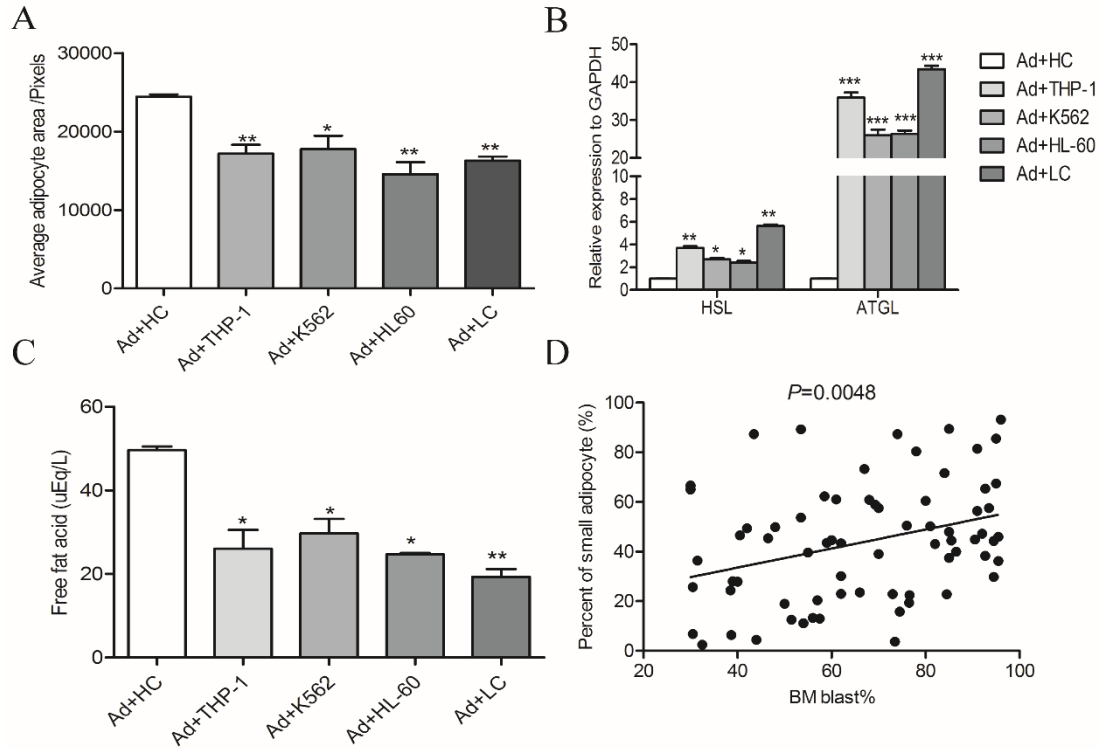 A
Average adipocyte area /Pixels
30000
20000
10000
0
**
*
**
**
Ad+HC
Ad+THP-1
Ad+K562
Ad+HL60
Ad+LC
B
Relative expression to GAPDH
50
40
30
20
10
8
6
4
2
0
**
*
*
**
***
***
***
***
HSL
ATGL
Ad+HC
Ad+THP-1
Ad+K562
Ad+HL-60
Ad+LC
C
Free fat acid (uEq/L)
60
40
20
0
*
*
*
**
Ad+HC
Ad+THP-1
Ad+K562
Ad+HL-60
Ad+LC
D
P=0.0048
Percent of small adipocyte (%)
100
80
60
40
20
0
20
40
60
80
100
BM blast%